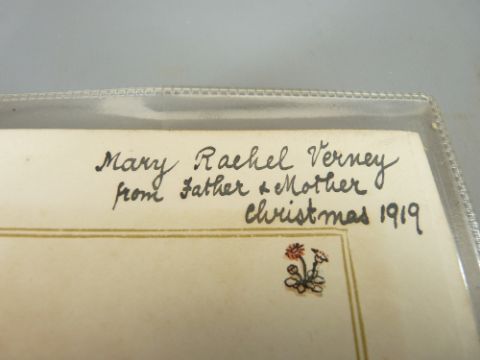 Mary Rachel Verney
from Father & Mother
Christmas 1919